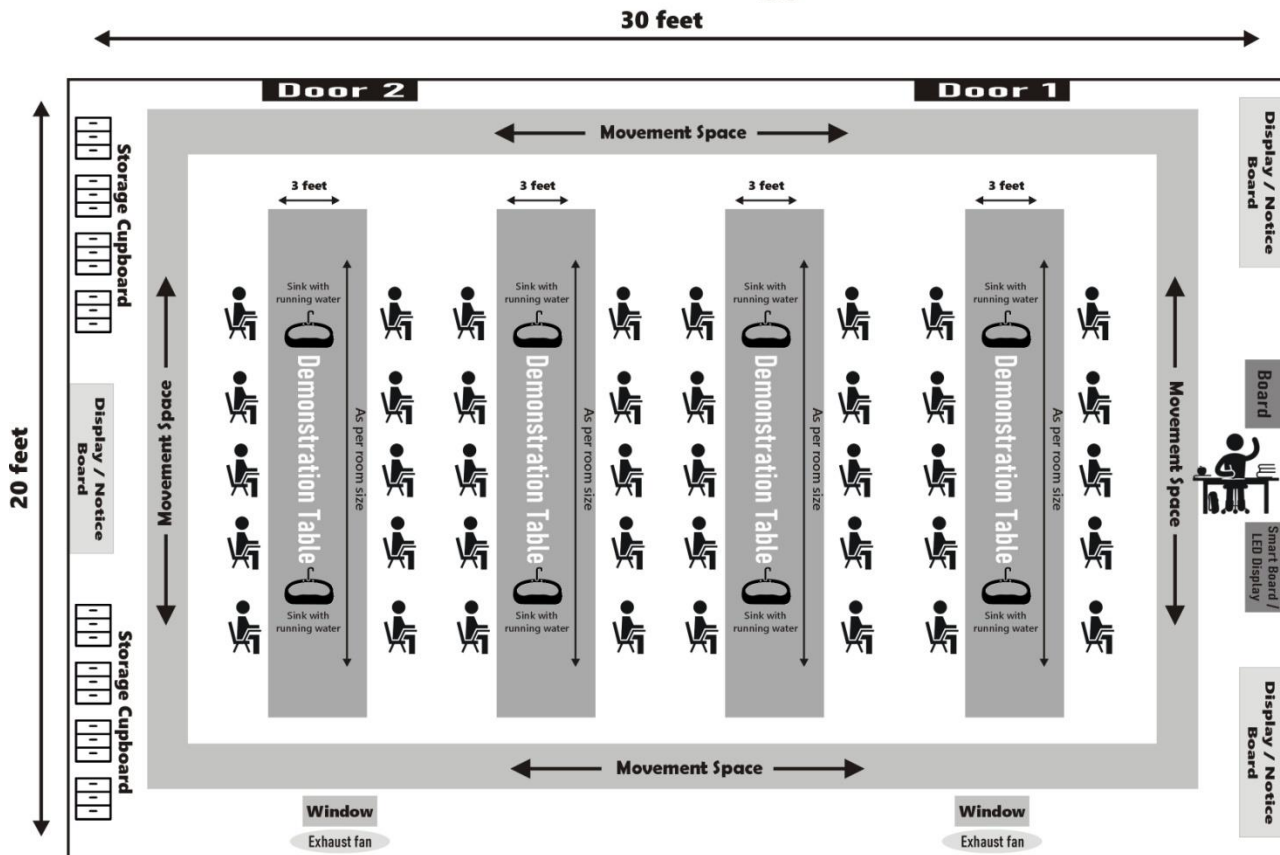 30 feet
Door 2
Door 1
Movement Space
20 feet
Storage Cupboard
Display / Notice
Board
Storage Cupboard
Movement Space
3 feet
Sink with
running water
Demonstration Table
As per room size
Sink with
running water
3 feet
Sink with
running water
Demonstration Table
As per room size
Sink with
running water
3 feet
Sink with
running water
Demonstration Table
As per room size
Sink with
running water
3 feet
Sink with
running water
Demonstration Table
As per room size
Sink with
running water
Movement Space
Display / Notice
Board
Board
Smart Board /
LED Display
Display / Notice
Board
Movement Space
Window
Exhaust fan
Window
Exhaust fan